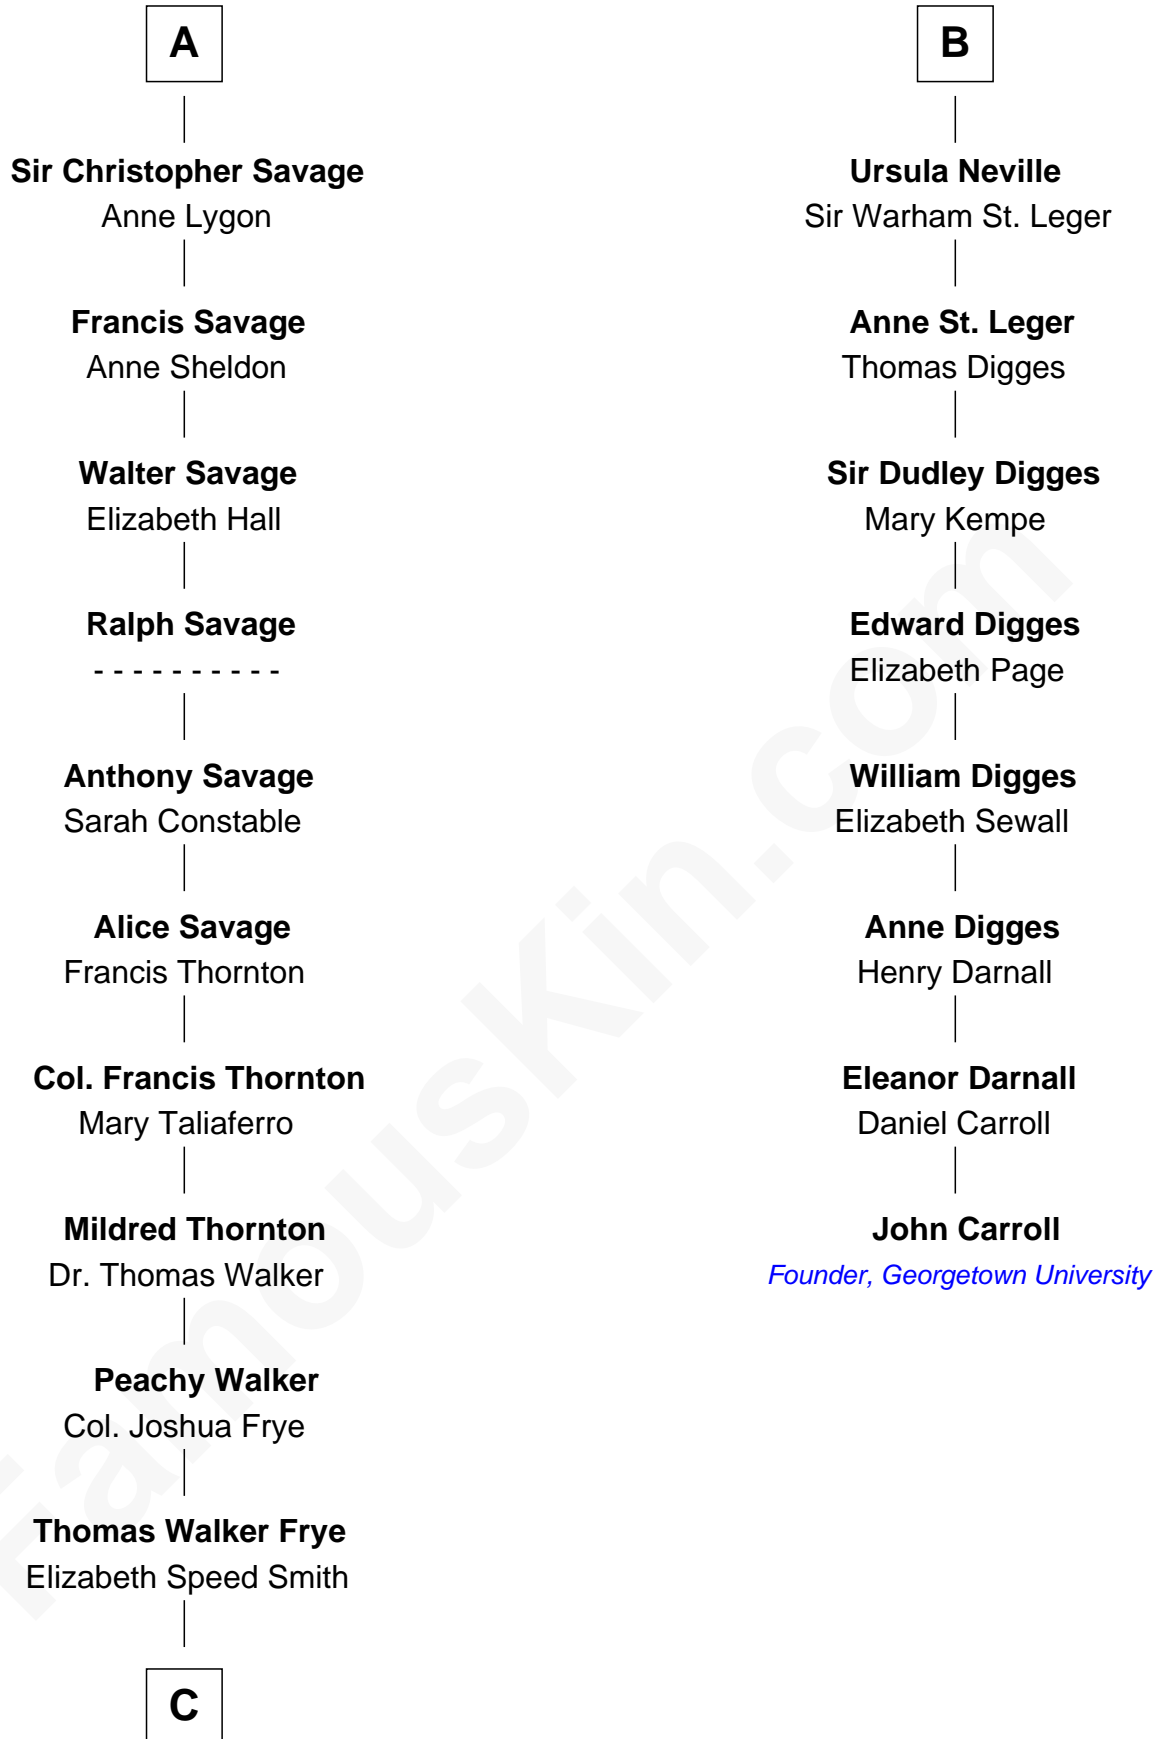 A
Sir Christopher Savage
Anne Lygon
Francis Savage
Anne Sheldon
Walter Savage
Elizabeth Hall
Ralph Savage
- - - - - - - - - -
Anthony Savage
Sarah Constable
Alice Savage
Francis Thornton
Col. Francis Thornton
Mary Taliaferro
Mildred Thornton
Dr. Thomas Walker
Peachy Walker
Col. Joshua Frye
Thomas Walker Frye
Elizabeth Speed Smith
C
B
Ursula Neville
Sir Warham St. Leger
Anne St. Leger
Thomas Digges
Sir Dudley Digges
Mary Kempe
Edward Digges
Elizabeth Page
William Digges
Elizabeth Sewall
Anne Digges
Henry Darnall
Eleanor Darnall
Daniel Carroll
John Carroll
Founder, Georgetown University
FamousKin.com